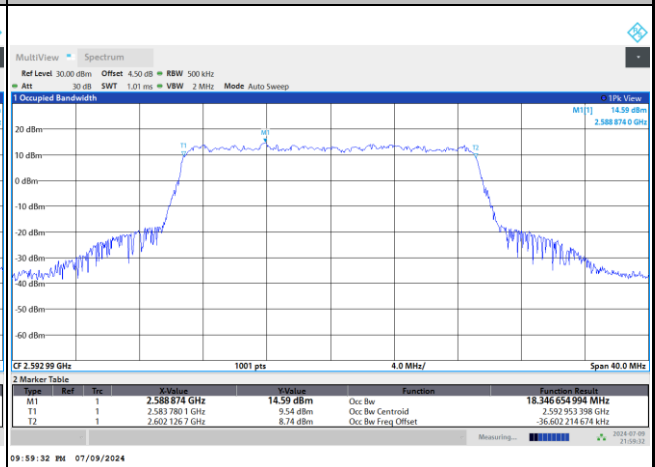 MultiView Spectrum
Ref Level 30.00 dBm Offset 4.50 dB RBW 500 kHz
Att 30 dB SWT 1.01 ms VBW 2 MHz Mode Auto Sweep
1 Occupied Bandwidth 1Pk View
M1[1] 14.59 dBm
2.588 874 0 GHz
20 dBm
M1
T1
T2
10 dBm
0 dBm
-10 dBm
-20 dBm
-30 dBm
-40 dBm
-50 dBm
-60 dBm
CF 2.592 99 GHz 1001 pts 4.0 MHz/ Span 40.0 MHz
2 Marker Table
Type Ref Trc X-Value Y-Value Function Function Result
M1 1 2.588 874 GHz 14.59 dBm Occ Bw 18.346 654 994 MHz
T1 1 2.583 780 1 GHz 9.54 dBm Occ Bw Centroid 2.592 953 398 GHz
T2 1 2.602 126 7 GHz 8.74 dBm Occ Bw Freq Offset -36.602 214 674 kHz
Measuring... 2024-07-09
21:59:32
09:59:32 PM 07/09/2024